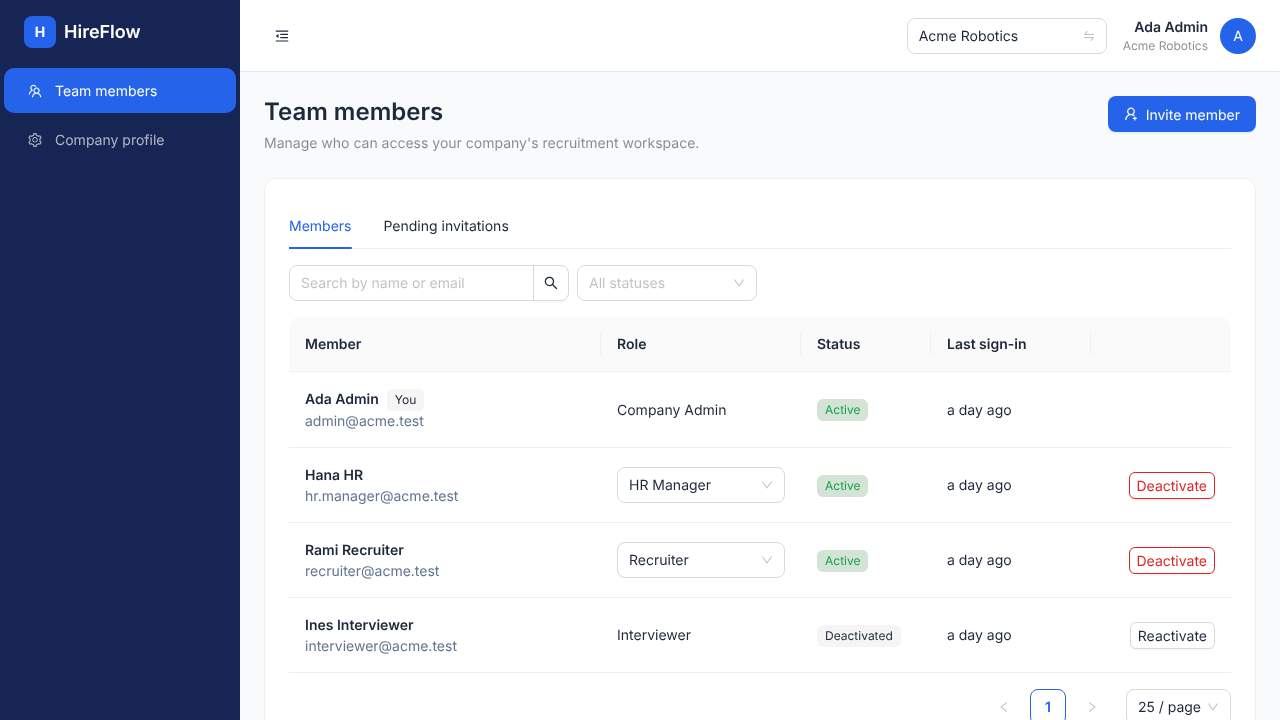 H HireFlow
Team members
Company profile
Acme Robotics
Ada Admin
Acme Robotics
A
Team members
Manage who can access your company's recruitment workspace.
Invite member
Members Pending invitations
Search by name or email
All statuses
Member Role Status Last sign-in
Ada Admin You
admin@acme.test
Company Admin Active a day ago
Hana HR
hr.manager@acme.test
HR Manager Active a day ago Deactivate
Rami Recruiter
recruiter@acme.test
Recruiter Active a day ago Deactivate
Ines Interviewer
interviewer@acme.test
Interviewer Deactivated a day ago Reactivate
1 25 / page